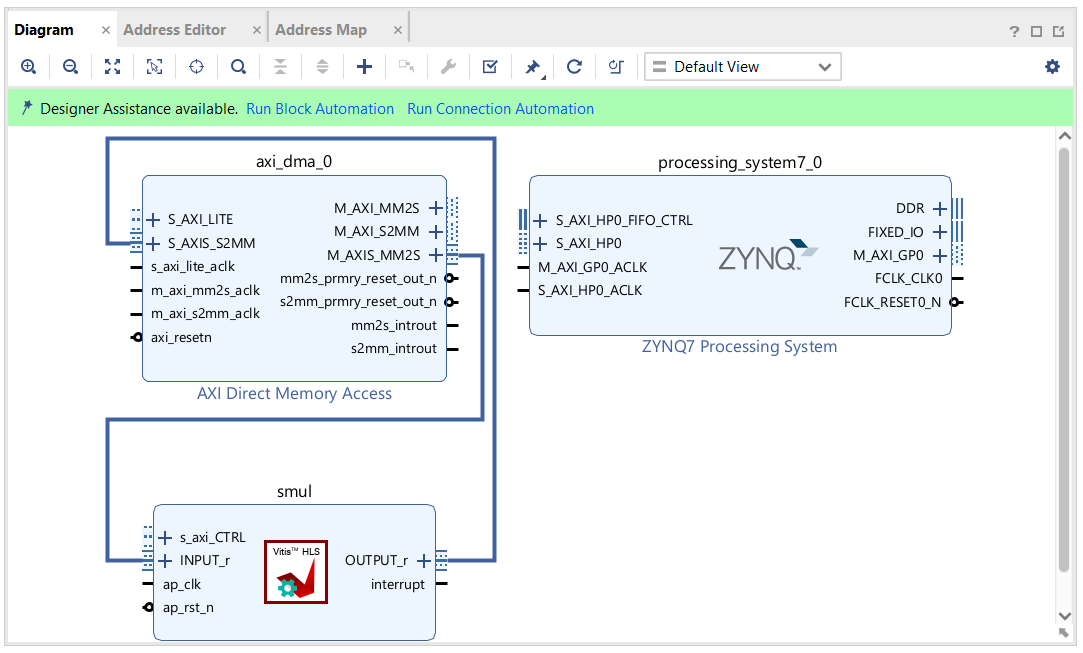 Diagram × Address Editor × Address Map ×
? 
Default View
Designer Assistance available. Run Block Automation Run Connection Automation
axi_dma_0
S_AXI_LITE
S_AXIS_S2MM
s_axi_lite_aclk
m_axi_mm2s_aclk
m_axi_s2mm_aclk
axi_resetn
M_AXI_MM2S
M_AXI_S2MM
M_AXIS_MM2S
mm2s_prmry_reset_out_n
s2mm_prmry_reset_out_n
mm2s_introut
s2mm_introut
AXI Direct Memory Access
processing_system7_0
S_AXI_HP0_FIFO_CTRL
S_AXI_HP0
M_AXI_GP0_ACLK
S_AXI_HP0_ACLK
ZYNQ™
DDR
FIXED_IO
M_AXI_GP0
FCLK_CLK0
FCLK_RESET0_N
ZYNQ7 Processing System
smul
s_axi_CTRL
INPUT_r
ap_clk
ap_rst_n
Vitis™ HLS
OUTPUT_r
interrupt